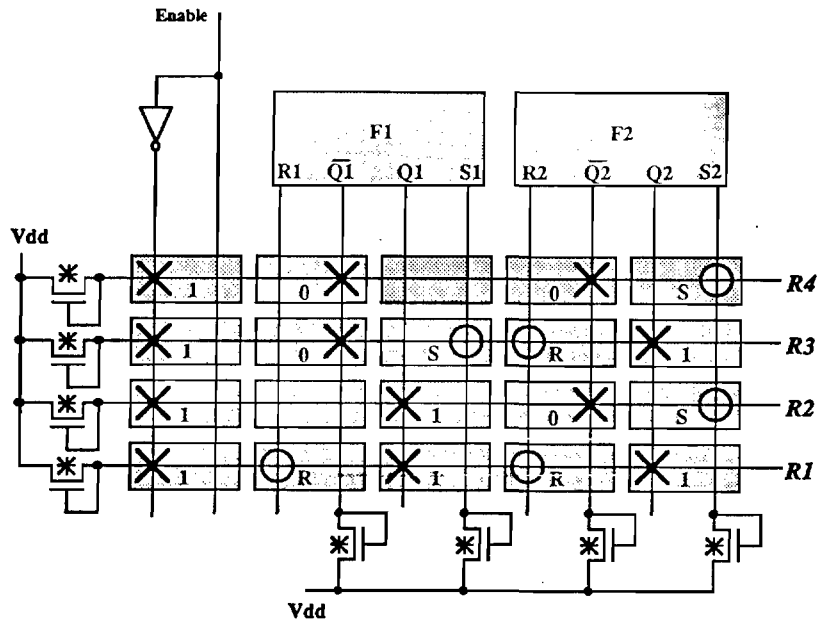 Enable
F1
F2
R1 Q1 Q1 S1
R2 Q2 Q2 S2
Vdd
1 0 0 S R4
1 0 S R 1 R3
1 1 0 S R2
1 R 1 R 1 R1
Vdd